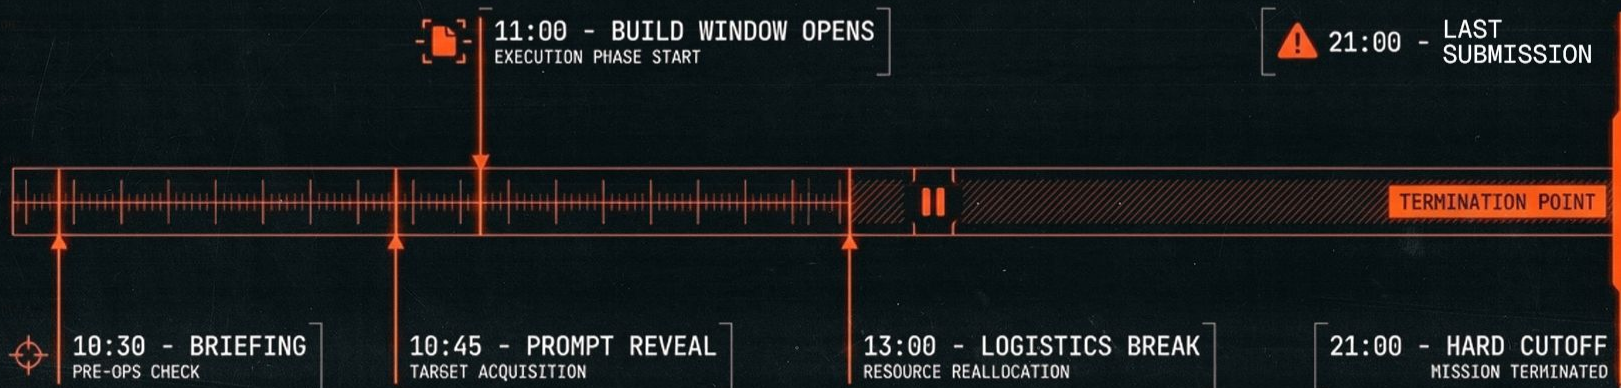 11:00 - BUILD WINDOW OPENS
EXECUTION PHASE START
21:00 - LAST
SUBMISSION
TERMINATION POINT
10:30 - BRIEFING
PRE-OPS CHECK
10:45 - PROMPT REVEAL
TARGET ACQUISITION
13:00 - LOGISTICS BREAK
RESOURCE REALLOCATION
21:00 - HARD CUTOFF
MISSION TERMINATED